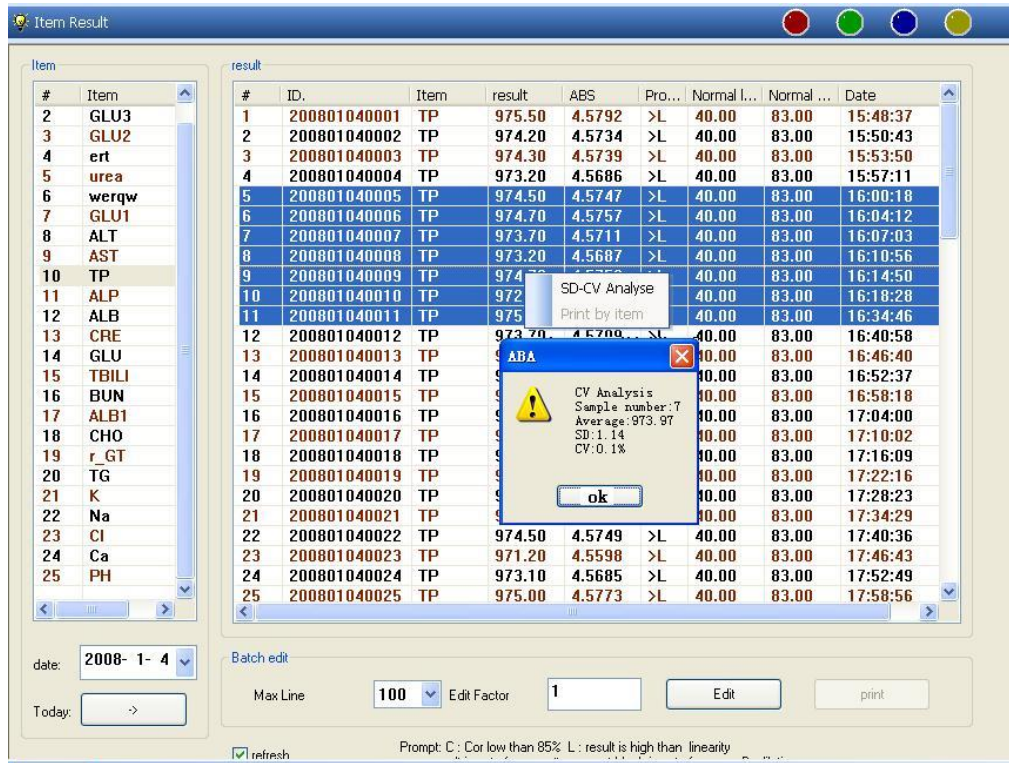 Item Result
Item
# Item
2 GLU3
3 GLU2
4 ert
5 urea
6 werqw
7 GLU1
8 ALT
9 AST
10 TP
11 ALP
12 ALB
13 CRE
14 GLU
15 TBILI
16 BUN
17 ALB1
18 CHO
19 r_GT
20 TG
21 K
22 Na
23 Cl
24 Ca
25 PH
date: 2008- 1- 4
Today: ->
result
# ID. Item result ABS Pro... Normal l... Normal ... Date
1 200801040001 TP 975.50 4.5792 >L 40.00 83.00 15:48:37
2 200801040002 TP 974.20 4.5734 >L 40.00 83.00 15:50:43
3 200801040003 TP 974.30 4.5739 >L 40.00 83.00 15:53:50
4 200801040004 TP 973.20 4.5686 >L 40.00 83.00 15:57:11
5 200801040005 TP 974.50 4.5747 >L 40.00 83.00 16:00:18
6 200801040006 TP 974.70 4.5757 >L 40.00 83.00 16:04:12
7 200801040007 TP 973.70 4.5711 >L 40.00 83.00 16:07:03
8 200801040008 TP 973.20 4.5687 >L 40.00 83.00 16:10:56
9 200801040009 TP 40.00 83.00 16:14:50
10 200801040010 TP 972 40.00 83.00 16:18:28
11 200801040011 TP 975 40.00 83.00 16:34:46
12 200801040012 TP 40.00 83.00 16:40:58
13 200801040013 TP 83.00 16:46:40
14 200801040014 TP 83.00 16:52:37
15 200801040015 TP 83.00 16:58:18
16 200801040016 TP 83.00 17:04:00
17 200801040017 TP 83.00 17:10:02
18 200801040018 TP 83.00 17:16:09
19 200801040019 TP 83.00 17:22:16
20 200801040020 TP 83.00 17:28:23
21 200801040021 TP 83.00 17:34:29
22 200801040022 TP 974.50 4.5749 >L 40.00 83.00 17:40:36
23 200801040023 TP 971.20 4.5598 >L 40.00 83.00 17:46:43
24 200801040024 TP 973.10 4.5685 >L 40.00 83.00 17:52:49
25 200801040025 TP 975.00 4.5773 >L 40.00 83.00 17:58:56
SD-CV Analyse
Print by item
ABA
CV Analysis
Sample number:7
Average:973.97
SD:1.14
CV:0.1%
ok
Batch edit
Max Line 100 Edit Factor 1 Edit print
refresh
Prompt: C : Cor low than 85% L : result is high than linearity